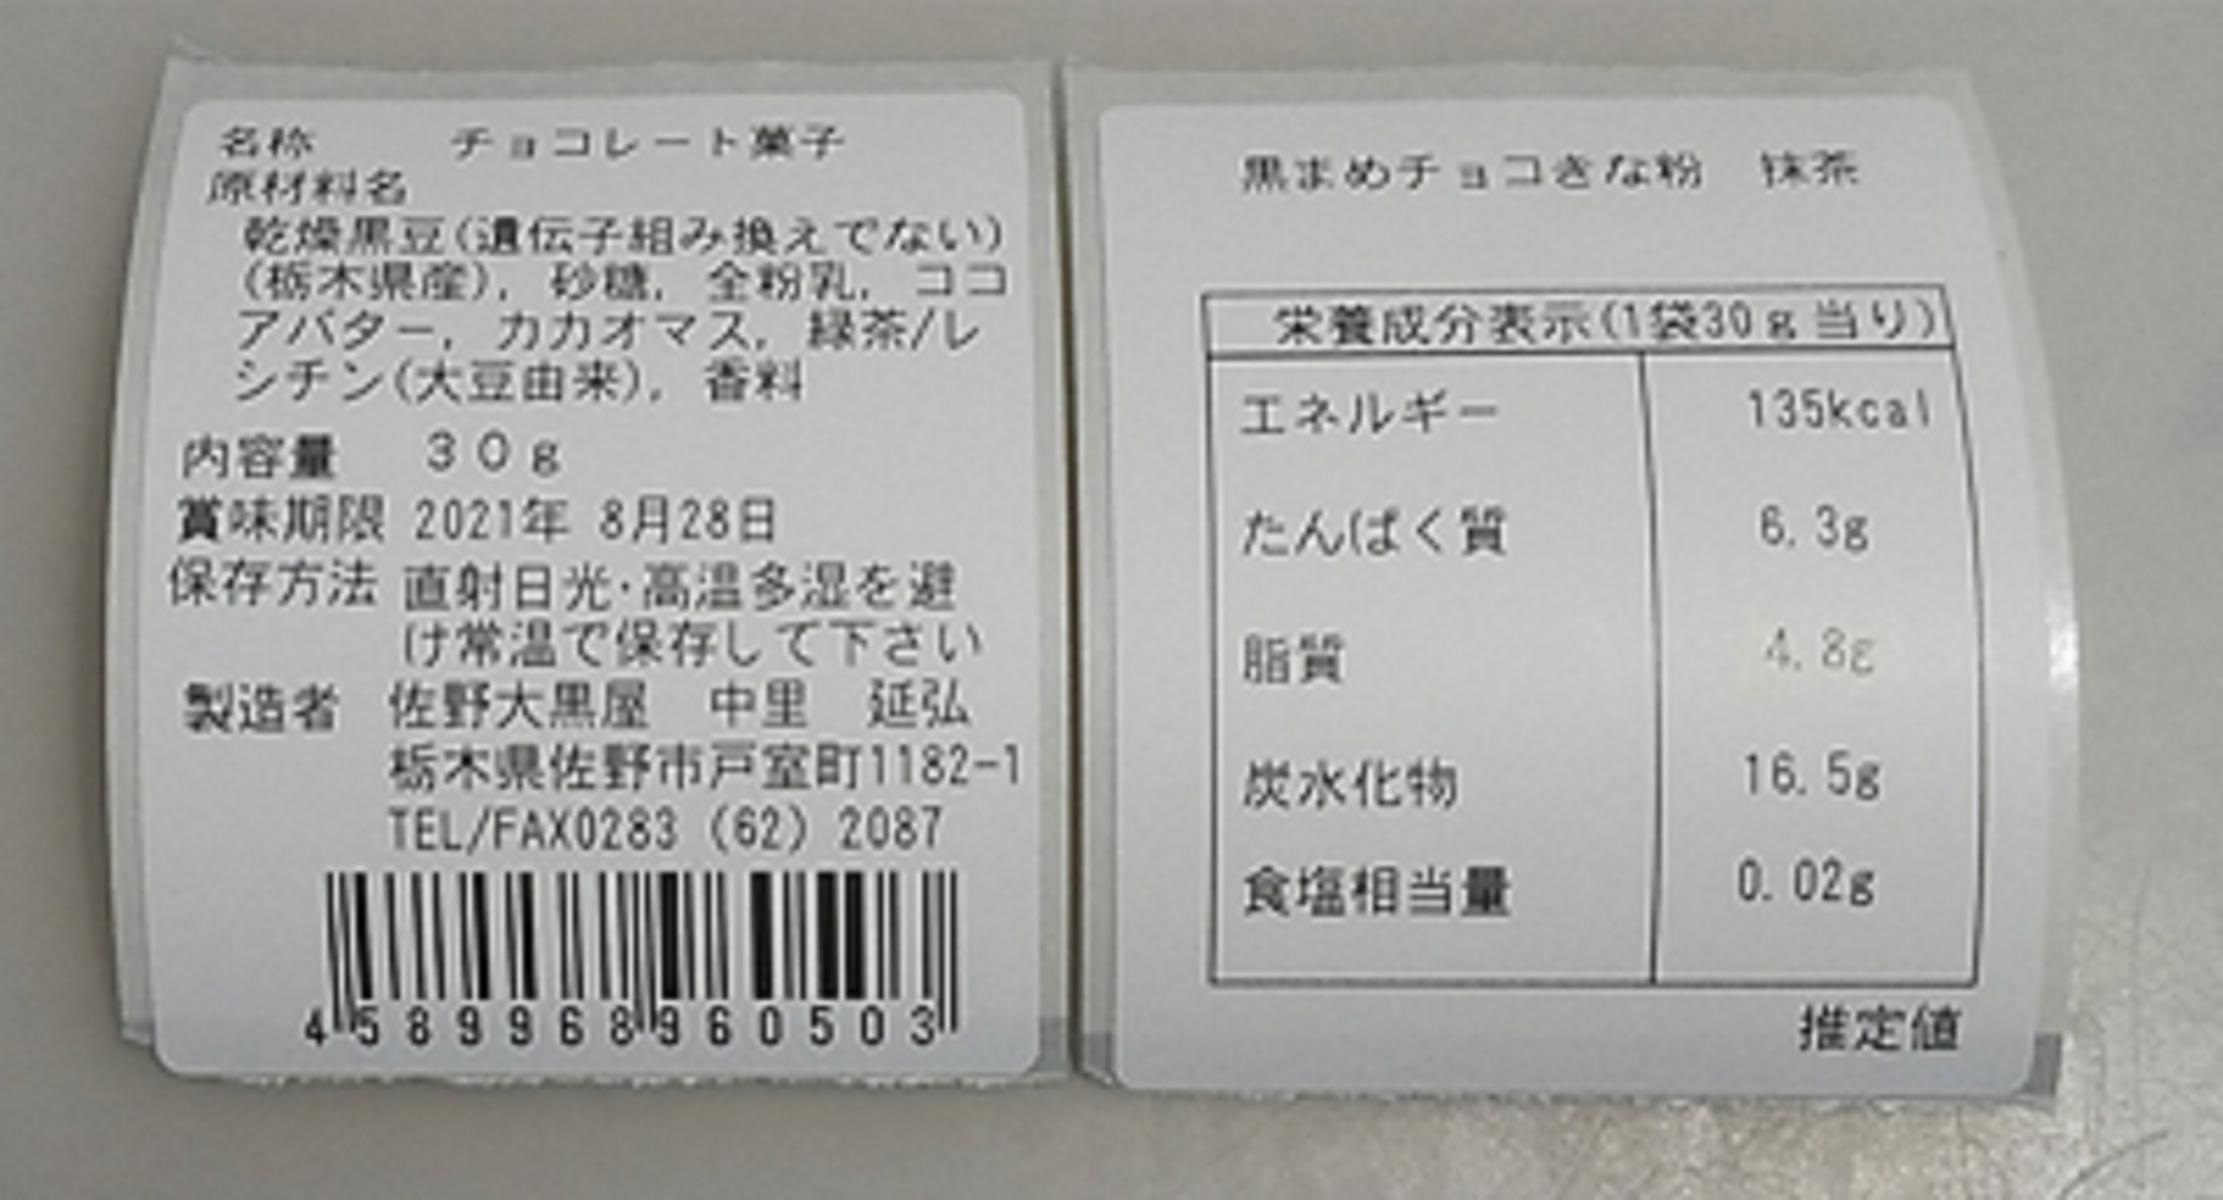 名称　　チョコレート菓子
原材料名
乾燥黒豆(遺伝子組み換えでない)
(栃木県産), 砂糖, 全粉乳, ココ
アバター, カカオマス, 緑茶/レ
シチン(大豆由来), 香料
内容量　30g
賞味期限 2021年 8月28日
保存方法 直射日光・高温多湿を避
け常温で保存して下さい
製造者　佐野大黒屋　中里　延弘
栃木県佐野市戸室町1182-1
TEL/FAX0283 (62) 2087
4589968960503
黒まめチョコきな粉　抹茶
栄養成分表示(1袋30g当り)
エネルギー　135kcal
たんぱく質　6.3g
脂質　4.8g
炭水化物　16.5g
食塩相当量　0.02g
推定値